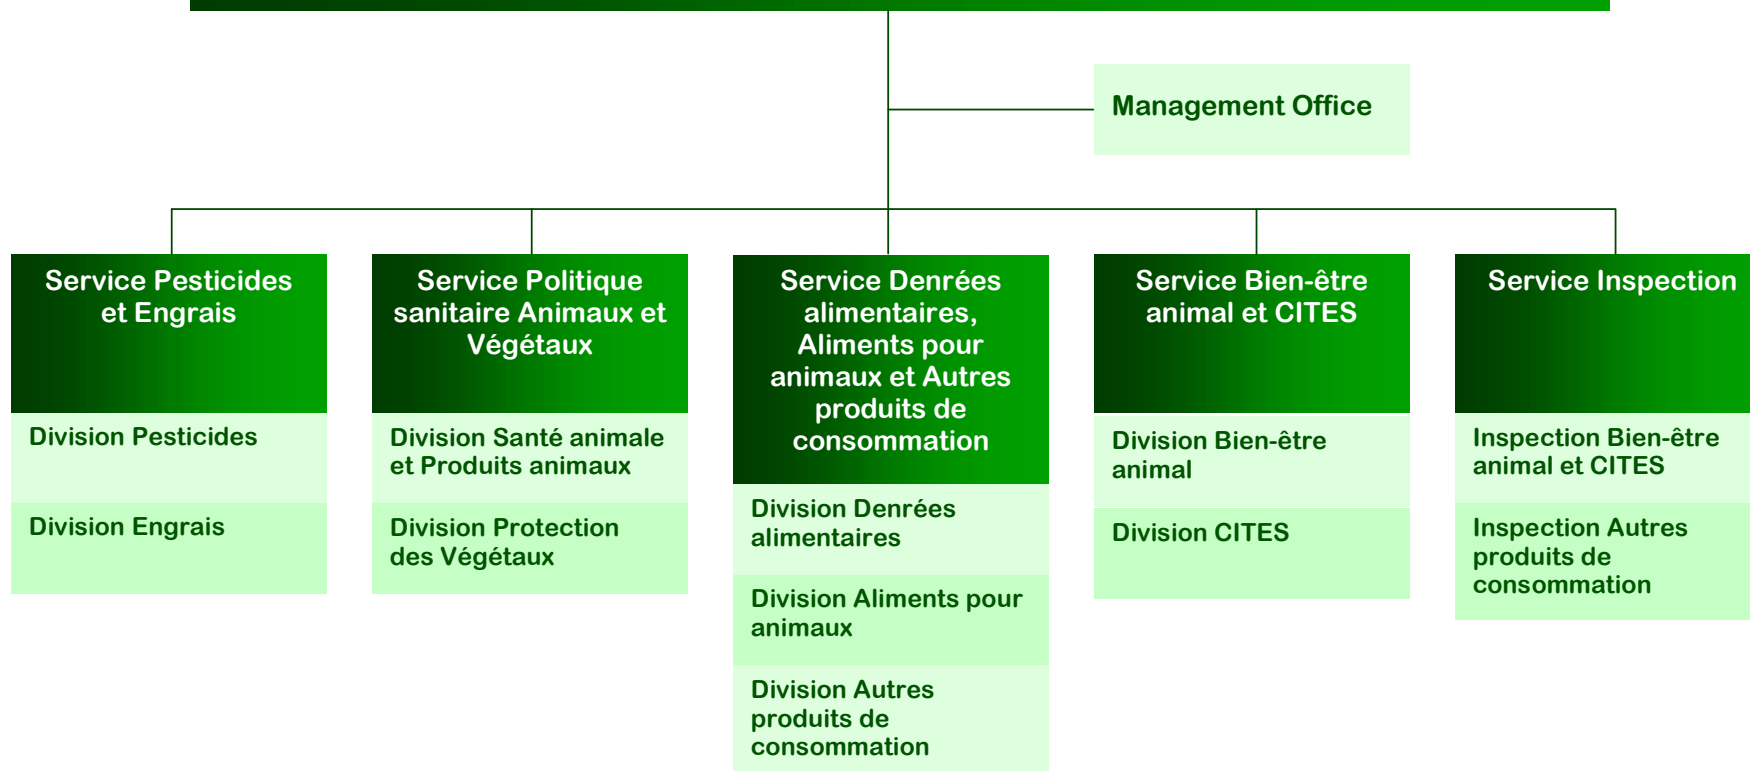 Management Office
Service Pesticides
et Engrais
Division Pesticides
Division Engrais
Service Politique
sanitaire Animaux et
Végétaux
Division Santé animale
et Produits animaux
Division Protection
des Végétaux
Service Denrées
alimentaires,
Aliments pour
animaux et Autres
produits de
consommation
Division Denrées
alimentaires
Division Aliments pour
animaux
Division Autres
produits de
consommation
Service Bien-être
animal et CITES
Division Bien-être
animal
Division CITES
Service Inspection
Inspection Bien-être
animal et CITES
Inspection Autres
produits de
consommation